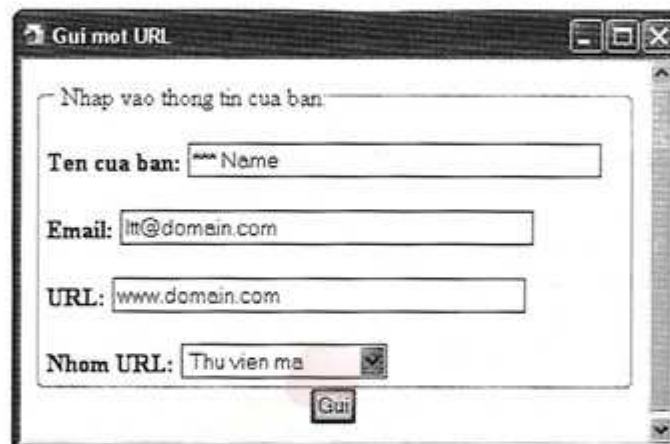 Gui mot URL
Nhap vao thong tin cua ban
Ten cua ban: *** Name
Email: ltt@domain.com
URL: www.domain.com
Nhom URL: Thu vien ma
Gui